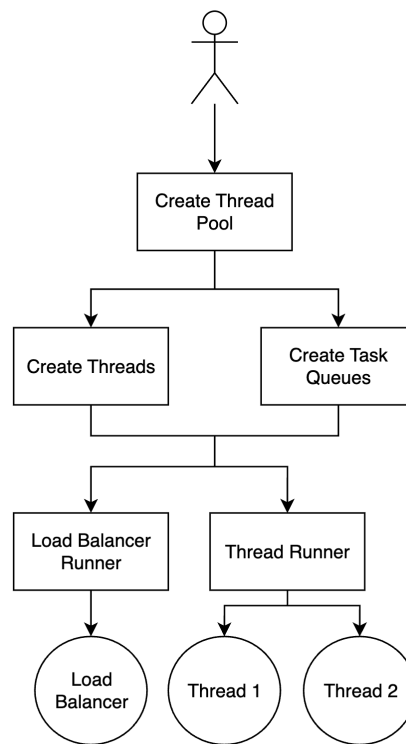 Create Thread
Pool
Create Threads
Create Task
Queues
Load Balancer
Runner
Thread Runner
Load
Balancer
Thread 1
Thread 2